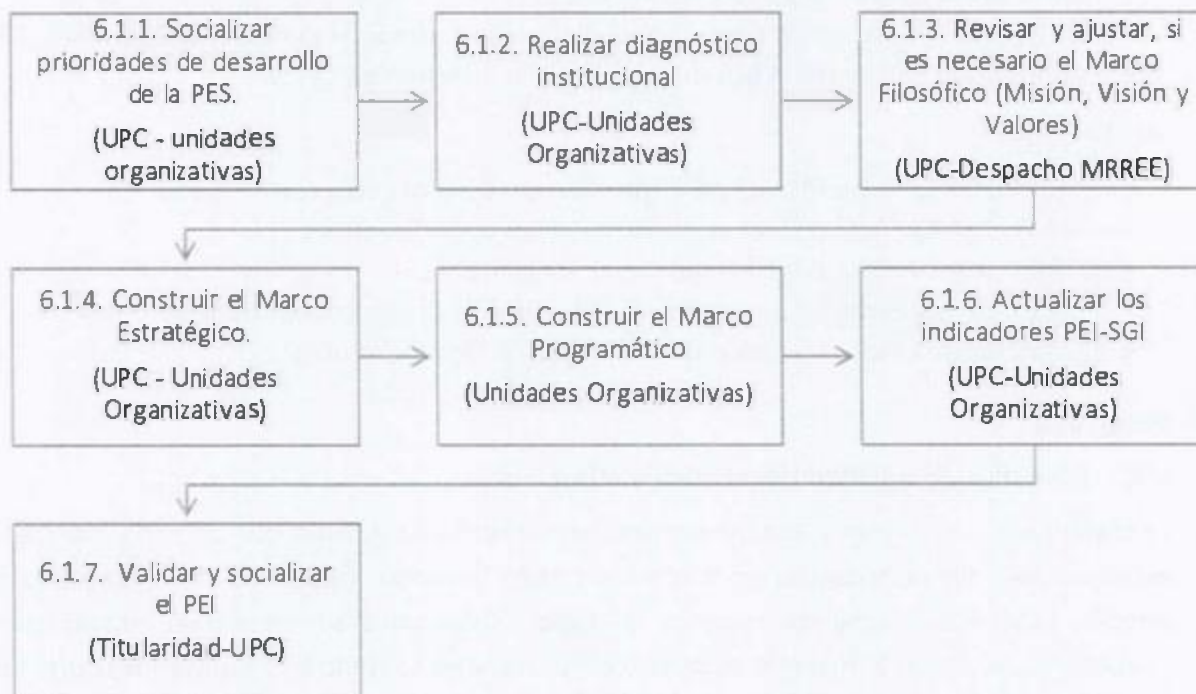 6.1.1. Socializar
prioridades de desarrollo
de la PES.
(UPC - unidades
organizativas)
6.1.2. Realizar diagnóstico
institucional
(UPC-Unidades
Organizativas)
6.1.3. Revisar y ajustar, si
es necesario el Marco
Filosófico (Misión, Visión y
Valores)
(UPC-Despacho MRREE)
6.1.4. Construir el Marco
Estratégico.
(UPC - Unidades
Organizativas)
6.1.5. Construir el Marco
Programático
(Unidades Organizativas)
6.1.6. Actualizar los
indicadores PEI-SGI
(UPC-Unidades
Organizativas)
6.1.7. Validar y socializar
el PEI
(Titularidad-UPC)